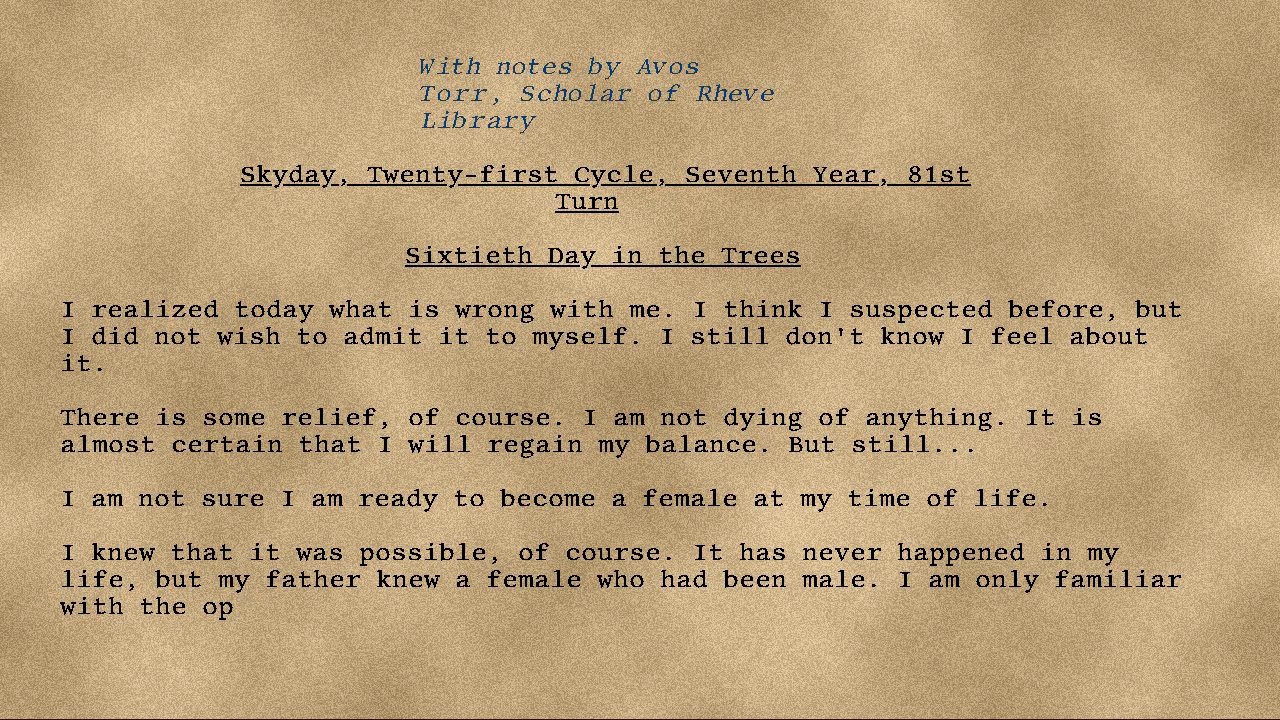 With notes by Avos
Torr, Scholar of Rheve
Library
Skyday, Twenty-first Cycle, Seventh Year, 81st
Turn
Sixtieth Day in the Trees
I realized today what is wrong with me. I think I suspected before, but
I did not wish to admit it to myself. I still don't know I feel about
it.
There is some relief, of course. I am not dying of anything. It is
almost certain that I will regain my balance. But still...
I am not sure I am ready to become a female at my time of life.
I knew that it was possible, of course. It has never happened in my
life, but my father knew a female who had been male. I am only familiar
with the op